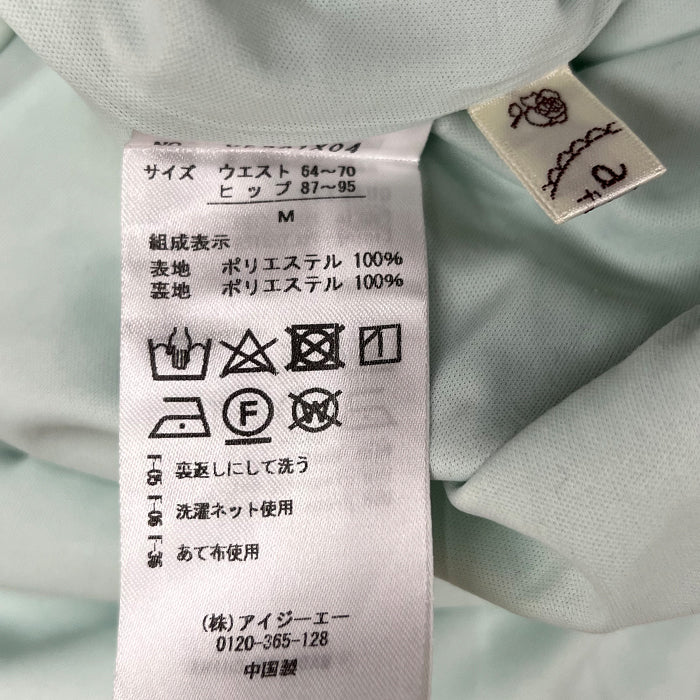 サイズ ウエスト 64〜70
ヒップ 87〜95
M
組成表示
表地 ポリエステル 100%
裏地 ポリエステル 100%
F
W
裏返しにして洗う
洗濯ネット使用
あて布使用
(株)アイジーエー
0120-365-128
中国製